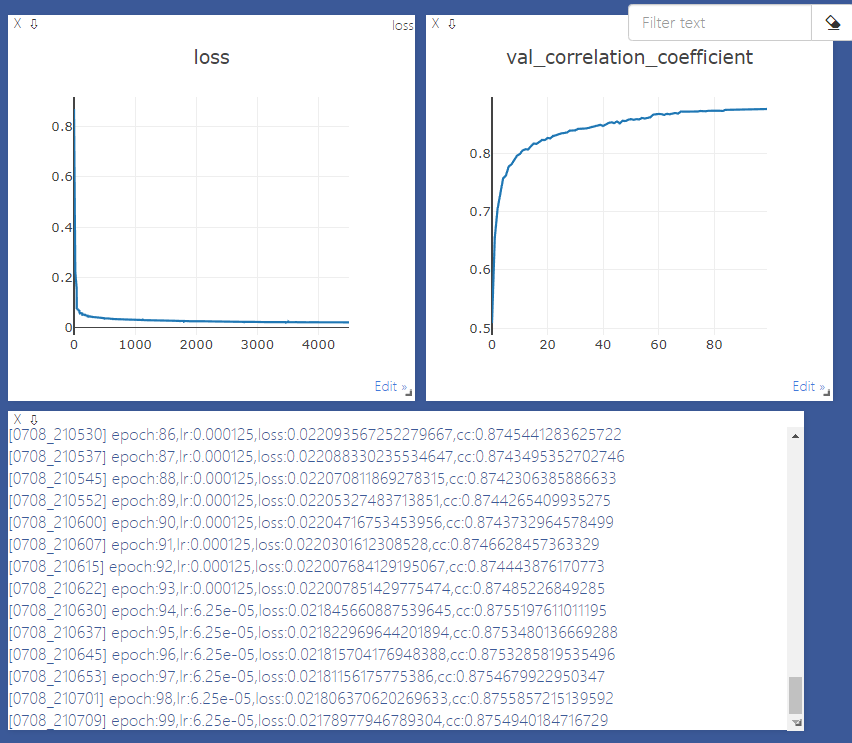 X ⇩ loss
loss
0.8
0.6
0.4
0.2
0
0 1000 2000 3000 4000
Edit »
X ⇩
Filter text
val_correlation_coefficient
0.8
0.7
0.6
0.5
0 20 40 60 80
Edit »
X ⇩
[0708_210530] epoch:86,lr:0.000125,loss:0.022093567252279667,cc:0.8745441283625722
[0708_210537] epoch:87,lr:0.000125,loss:0.022088330235534647,cc:0.8743495352702746
[0708_210545] epoch:88,lr:0.000125,loss:0.022070811869278315,cc:0.8742306385886633
[0708_210552] epoch:89,lr:0.000125,loss:0.02205327483713851,cc:0.8744265409935275
[0708_210600] epoch:90,lr:0.000125,loss:0.02204716753453956,cc:0.8743732964578499
[0708_210607] epoch:91,lr:0.000125,loss:0.0220301612308528,cc:0.8746628457363329
[0708_210615] epoch:92,lr:0.000125,loss:0.022007684129195067,cc:0.874443876170773
[0708_210622] epoch:93,lr:0.000125,loss:0.022007851429775474,cc:0.87485226849285
[0708_210630] epoch:94,lr:6.25e-05,loss:0.021845660887539645,cc:0.8755197611011195
[0708_210637] epoch:95,lr:6.25e-05,loss:0.021822969644201894,cc:0.8753480136669288
[0708_210645] epoch:96,lr:6.25e-05,loss:0.021815704176948388,cc:0.8753285819535496
[0708_210653] epoch:97,lr:6.25e-05,loss:0.02181156175775386,cc:0.8754679922950347
[0708_210701] epoch:98,lr:6.25e-05,loss:0.021806370620269633,cc:0.8755857215139592
[0708_210709] epoch:99,lr:6.25e-05,loss:0.02178977946789304,cc:0.8754940184716729